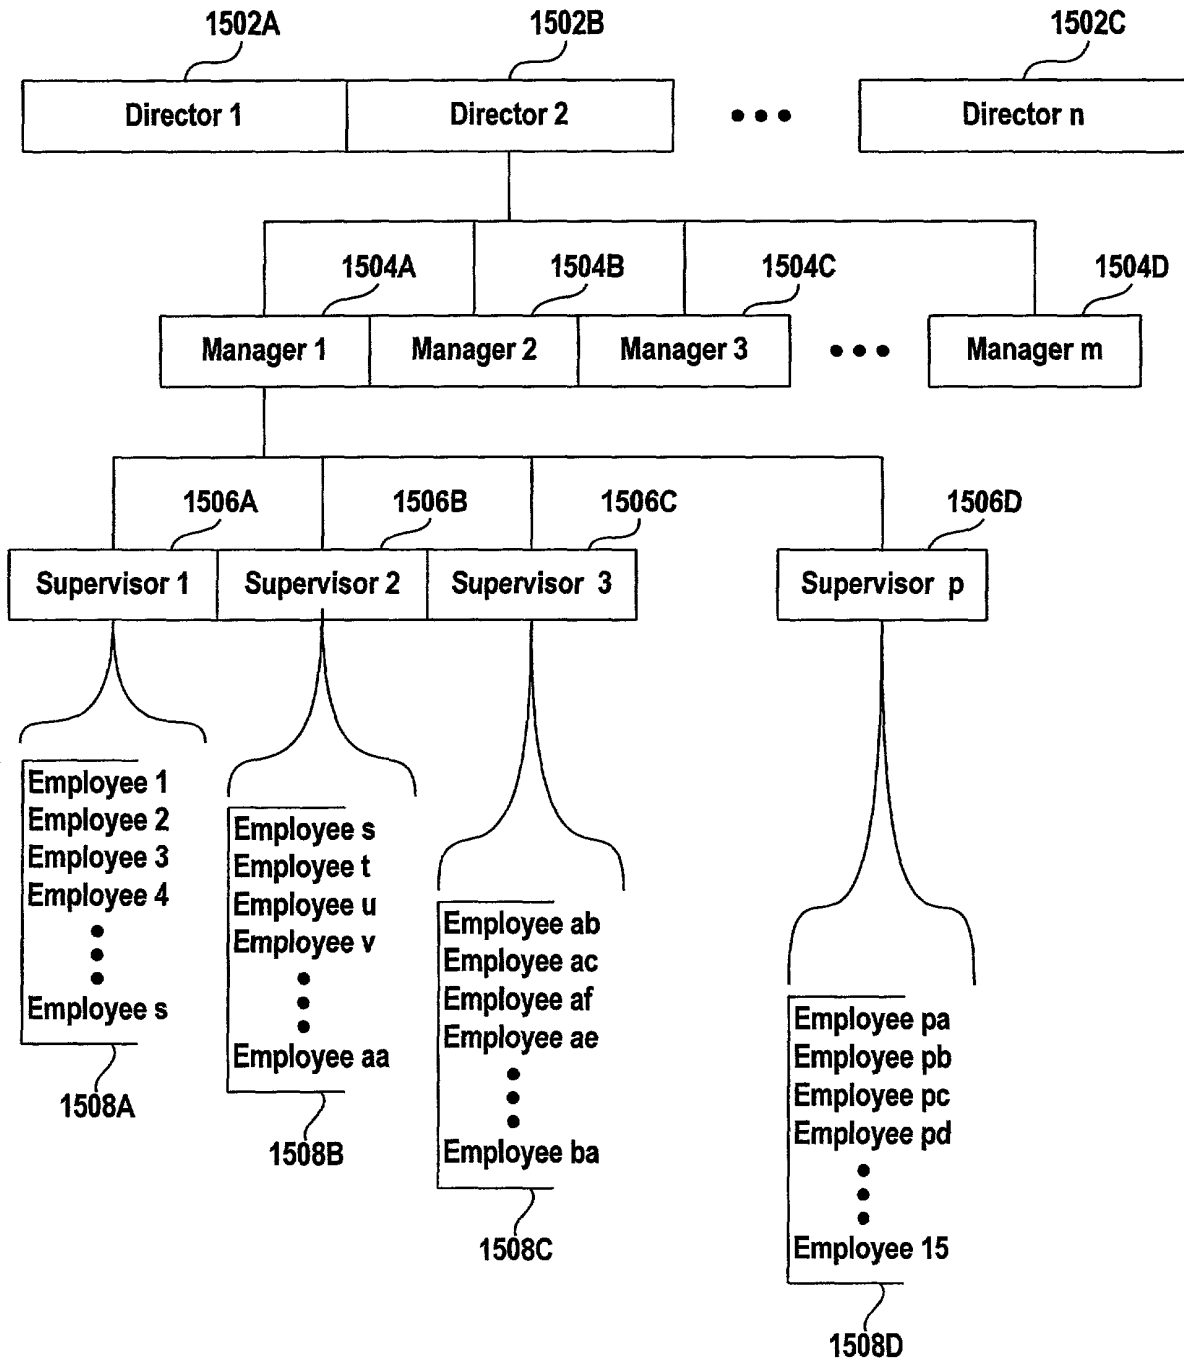 1502A
1502B
1502C
Director 1
Director 2
Director n
1504A
1504B
1504C
1504D
Manager 1
Manager 2
Manager 3
Manager m
1506A
1506B
1506C
1506D
Supervisor 1
Supervisor 2
Supervisor 3
Supervisor p
Employee 1
Employee 2
Employee 3
Employee 4
Employee s
1508A
Employee s
Employee t
Employee u
Employee v
Employee aa
1508B
Employee ab
Employee ac
Employee af
Employee ae
Employee ba
1508C
Employee pa
Employee pb
Employee pc
Employee pd
Employee 15
1508D